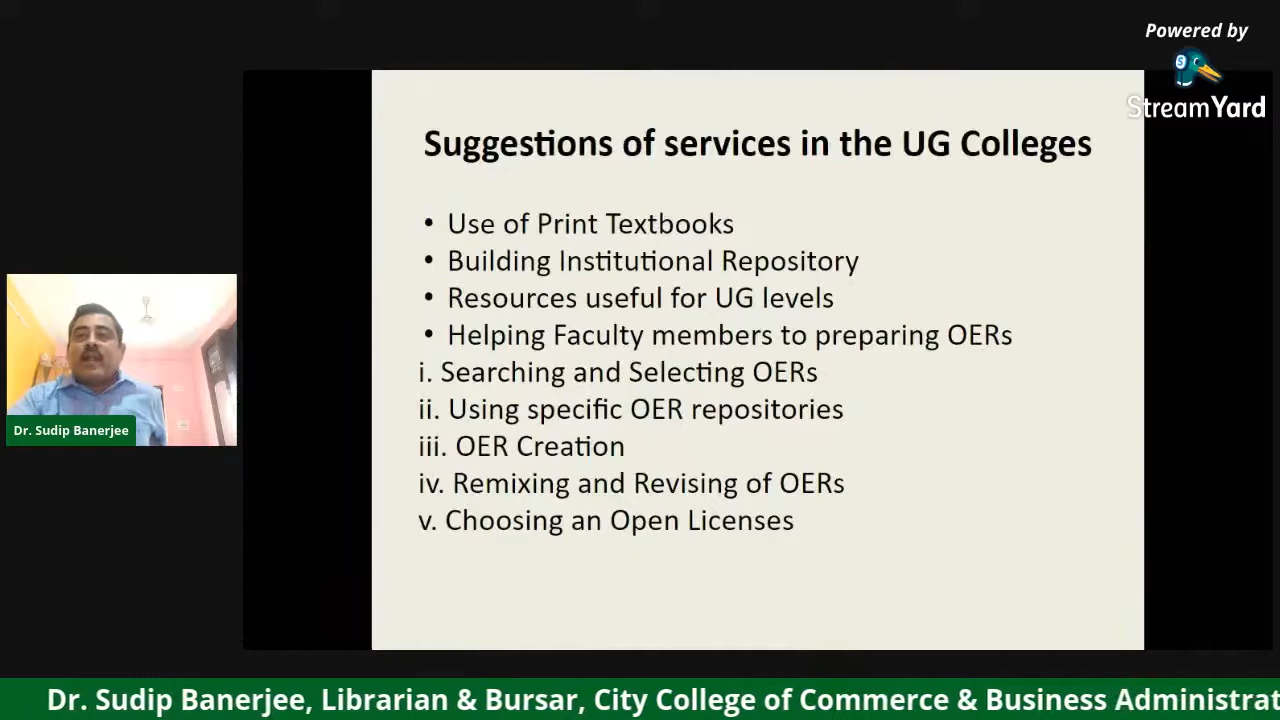 Powered by
StreamYard
Suggestions of services in the UG Colleges
• Use of Print Textbooks
• Building Institutional Repository
• Resources useful for UG levels
• Helping Faculty members to preparing OERs
i. Searching and Selecting OERs
ii. Using specific OER repositories
iii. OER Creation
iv. Remixing and Revising of OERs
v. Choosing an Open Licenses
Dr. Sudip Banerjee
Dr. Sudip Banerjee, Librarian & Bursar, City College of Commerce & Business Administrat